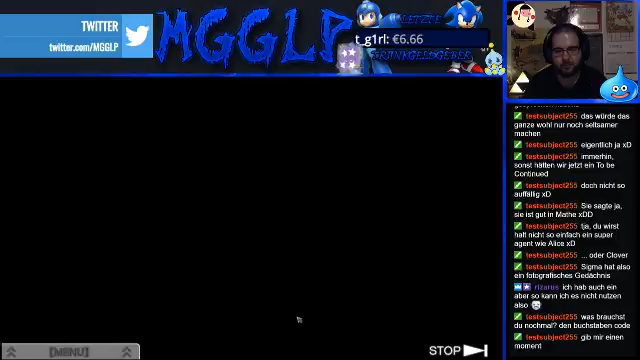 TWITTER
twitter.com/MGGLP
MGGLP
LETZTE
t_g1rl: €6.66
TRINKGELDGEBER
testsubject255 das würde das
ganze wohl nur noch seltsamer
machen
testsubject255 eigentlich ja xD
testsubject255 immerhin,
sonst hätten wir jetzt ein To be
Continued
testsubject255 doch nicht so
auffällig xD
testsubject255 Sie sagte ja,
sie ist gut in Mathe xDD
testsubject255 tja, du wirst
halt nicht so einfach ein super
agent wie Alice xD
testsubject255 ... oder Clover
testsubject255 Sigma hat also
ein fotografisches Gedächnis
rizarus ich hab auch ein
aber so kann ich es nicht nutzen
also
testsubject255 was brauchst
du nochmal? den buchstaben code
testsubject255 gib mir einen
moment
[MENU]
STOP